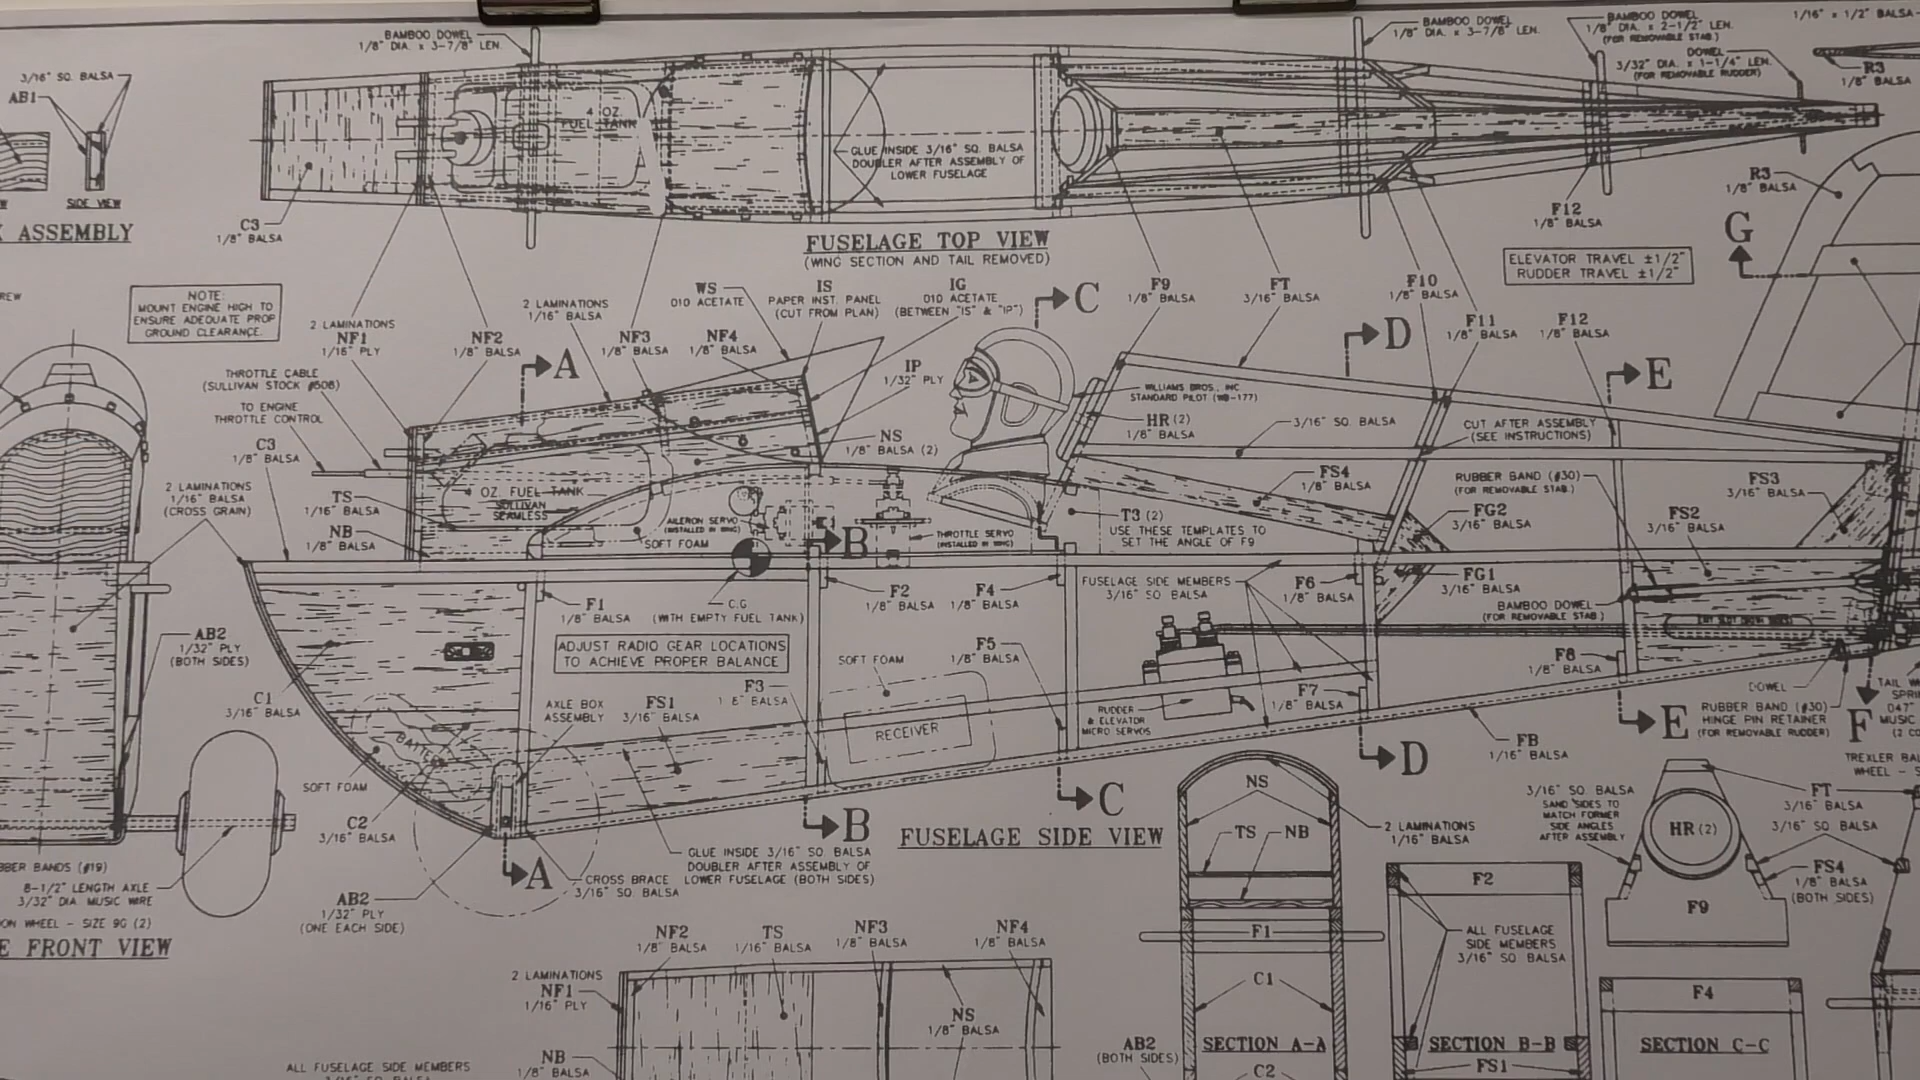 BAMBOO DOWEL
1/8" DIA. x 3-7/8" LEN.
BAMBOO DOWEL
1/8" DIA. x 3-7/8" LEN.
BAMBOO DOWEL
1/8" DIA. x 2-1/2" LEN.
(FOR REMOVABLE STAB.)
DOWEL
3/32" DIA. x 1-1/4" LEN.
(FOR REMOVABLE RUDDER)
1/16" x 1/2" BALSA
R3
1/8" BALSA
3/16" SQ. BALSA
AB1
SIDE VIEW
ASSEMBLY
4 OZ.
FUEL TANK
GLUE INSIDE 3/16" SQ. BALSA
DOUBLER AFTER ASSEMBLY OF
LOWER FUSELAGE
C3
1/8" BALSA
FUSELAGE TOP VIEW
(WING SECTION AND TAIL REMOVED)
F12
1/8" BALSA
R3
1/8" BALSA
G
ELEVATOR TRAVEL ±1/2"
RUDDER TRAVEL ±1/2"
NOTE:
MOUNT ENGINE HIGH TO
ENSURE ADEQUATE PROP
GROUND CLEARANCE.
2 LAMINATIONS
NF1
1/16" PLY
NF2
1/8" BALSA
2 LAMINATIONS
1/16" BALSA
NF3
1/8" BALSA
WS
.010 ACETATE
NF4
1/8" BALSA
IS
PAPER INST. PANEL
(CUT FROM PLAN)
IG
.010 ACETATE
(BETWEEN "IS" & "IP")
IP
1/32" PLY
NS
1/8" BALSA (2)
C
F9
1/8" BALSA
FT
3/16" BALSA
D
F10
1/8" BALSA
F11
1/8" BALSA
F12
1/8" BALSA
E
A
THROTTLE CABLE
(SULLIVAN STOCK #508)
TO ENGINE
THROTTLE CONTROL
C3
1/8" BALSA
2 LAMINATIONS
1/16" BALSA
(CROSS GRAIN)
TS
1/16" BALSA
NB
1/8" BALSA
OZ. FUEL TANK
SULLIVAN
SEAMLESS
SOFT FOAM
AILERON SERVO
(INSTALLED IN WING)
B
THROTTLE SERVO
(INSTALLED IN WING)
WILLIAMS BROS., INC.
STANDARD PILOT (WB-177)
HR (2)
1/8" BALSA
3/16" SQ. BALSA
CUT AFTER ASSEMBLY
(SEE INSTRUCTIONS)
FS4
1/8" BALSA
RUBBER BAND (#30)
(FOR REMOVABLE STAB.)
FS3
3/16" BALSA
FG2
3/16" BALSA
FS2
3/16" BALSA
T3 (2)
USE THESE TEMPLATES TO
SET THE ANGLE OF F9
F1
1/8" BALSA
C.G.
(WITH EMPTY FUEL TANK)
F2
1/8" BALSA
F4
1/8" BALSA
FUSELAGE SIDE MEMBERS
3/16" SQ. BALSA
F6
1/8" BALSA
FG1
3/16" BALSA
BAMBOO DOWEL
(FOR REMOVABLE STAB.)
ADJUST RADIO GEAR LOCATIONS
TO ACHIEVE PROPER BALANCE
AB2
1/32" PLY
(BOTH SIDES)
C1
3/16" BALSA
AXLE BOX
ASSEMBLY
FS1
3/16" BALSA
F3
SOFT FOAM
RECEIVER
F5
1/8" BALSA
RUDDER
& ELEVATOR
MICRO SERVOS
F7
1/8" BALSA
F8
1/8" BALSA
DOWEL
RUBBER BAND (#30)
HINGE PIN RETAINER
(FOR REMOVABLE RUDDER)
F
E
FB
1/16" BALSA
D
C
B
A
SOFT FOAM
C2
3/16" BALSA
FUSELAGE SIDE VIEW
GLUE INSIDE 3/16" SQ. BALSA
DOUBLER AFTER ASSEMBLY OF
LOWER FUSELAGE (BOTH SIDES)
CROSS BRACE
3/16" SQ. BALSA
AB2
1/32" PLY
(ONE EACH SIDE)
8-1/2" LENGTH AXLE
3/32" DIA. MUSIC WIRE
WHEEL - SIZE 9G (2)
FRONT VIEW
NS
TS
NB
2 LAMINATIONS
1/16" BALSA
F1
C1
AB2
(BOTH SIDES)
SECTION A-A
C2
F2
ALL FUSELAGE
SIDE MEMBERS
3/16" SQ. BALSA
SECTION B-B
FS1
3/16" SQ. BALSA
SAND SIDES TO
MATCH FORMER
SIDE ANGLES
AFTER ASSEMBLY
HR (2)
FT
3/16" BALSA
3/16" SQ. BALSA
FS4
1/8" BALSA
(BOTH SIDES)
F9
F4
SECTION C-C
NF2
1/8" BALSA
TS
1/16" BALSA
NF3
1/8" BALSA
NF4
1/8" BALSA
2 LAMINATIONS
NF1
1/16" PLY
NS
1/8" BALSA
NB
1/8" BALSA
ALL FUSELAGE SIDE MEMBERS